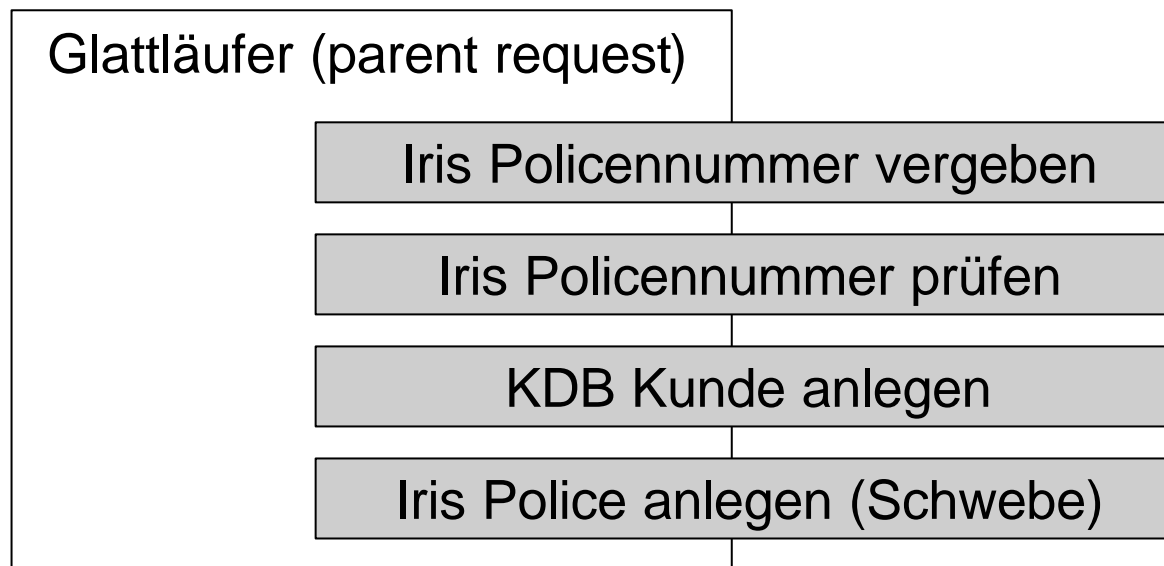 Glattläufer (parent request)
Iris Policennummer vergeben
Iris Policennummer prüfen
KDB Kunde anlegen
Iris Police anlegen (Schwebe)